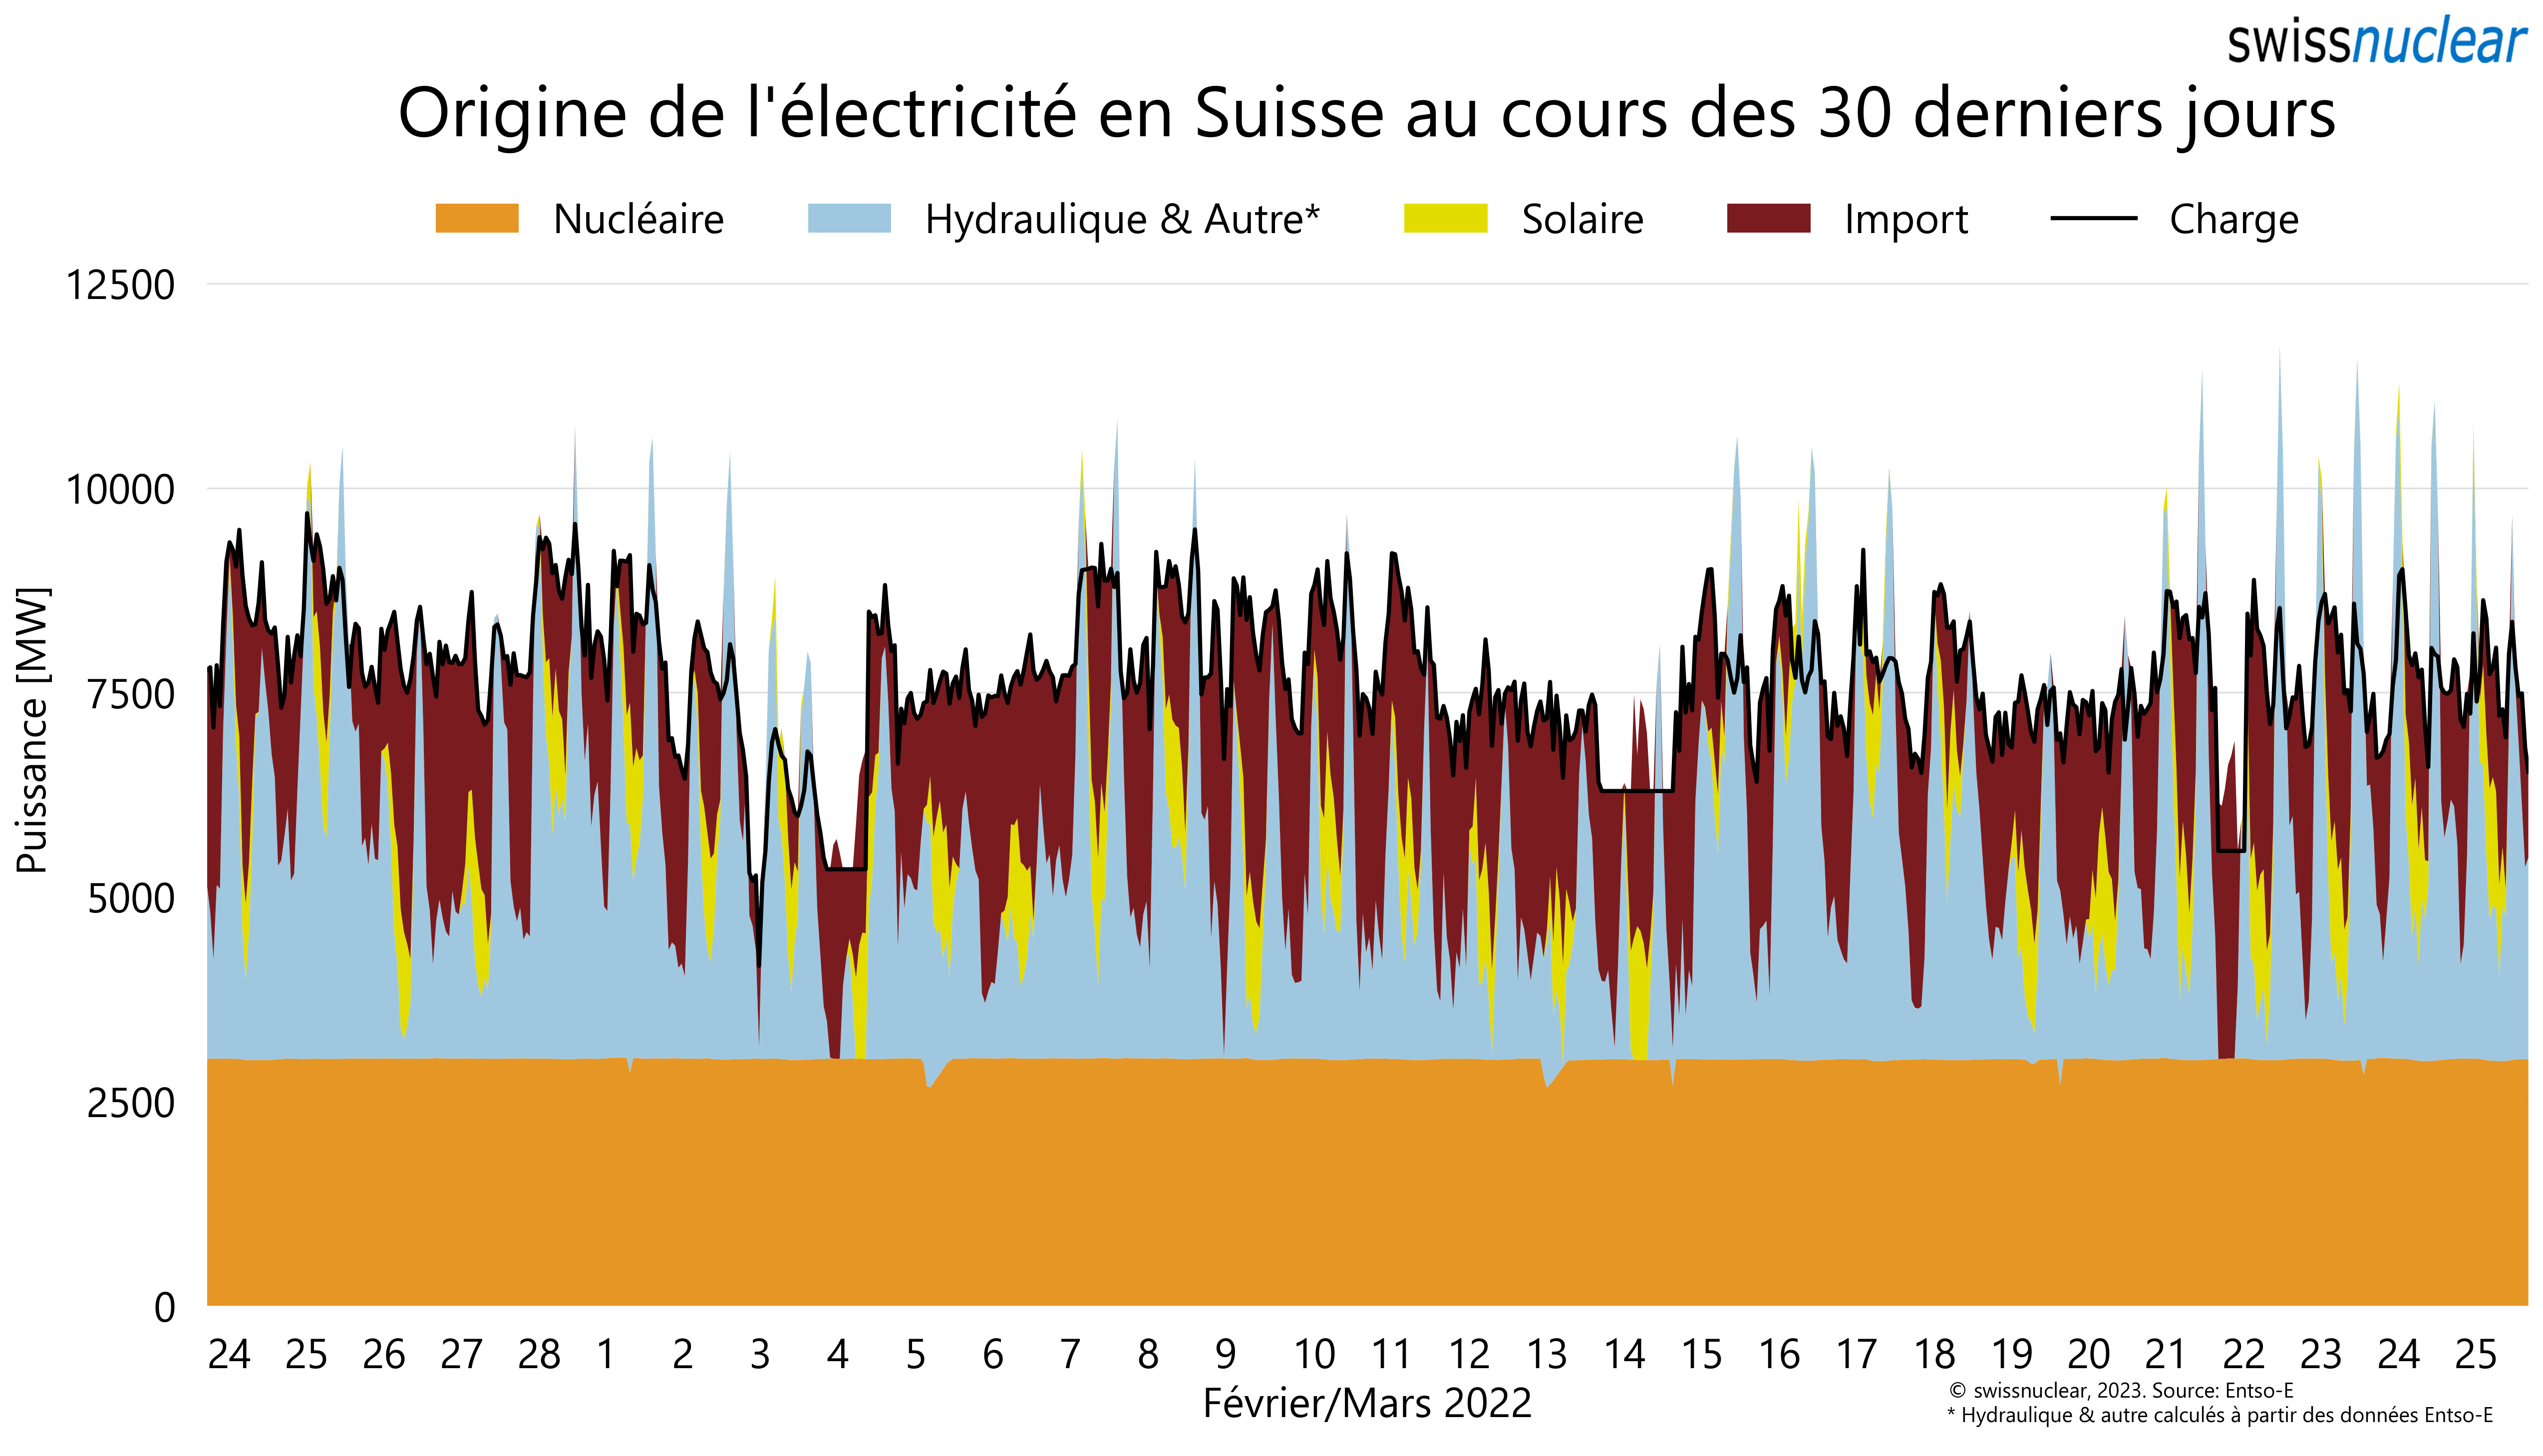 swissnuclear
Origine de l'électricité en Suisse au cours des 30 derniers jours
Nucléaire Hydraulique & Autre* Solaire Import Charge
12500
10000
7500
5000
2500
0
Puissance [MW]
24 25 26 27 28 1 2 3 4 5 6 7 8 9 10 11 12 13 14 15 16 17 18 19 20 21 22 23 24 25
Février/Mars 2022
© swissnuclear, 2023. Source: Entso-E
* Hydraulique & autre calculés à partir des données Entso-E